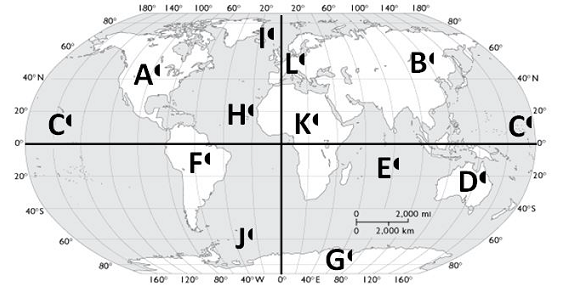 180° 140° 100° 60° 20° 20° 60° 100° 140° 180°
80° 80°
I
60° L B 60°
A
40°N 40°N
20° H 20°
C K C
0° 0°
F E
20° D 20°
40°S 0 2,000 mi 40°S
0 2,000 km
60° J 60°
G
80° 80°
160° 120° 80° 40°W 0° 40°E 80° 120° 160°